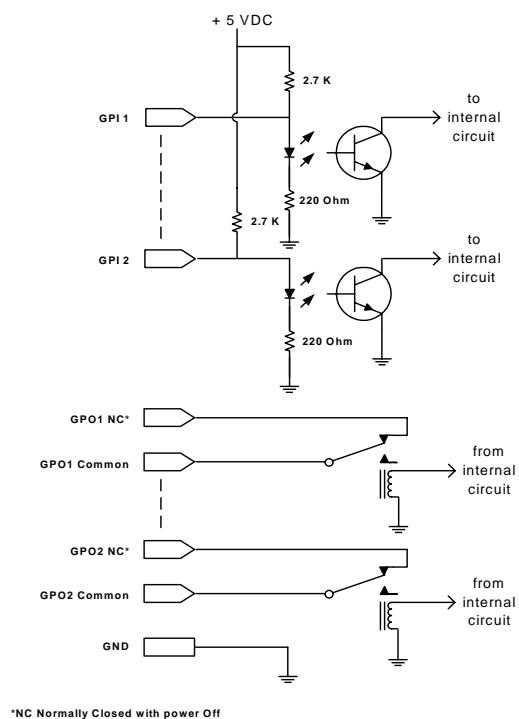 + 5 VDC
2.7 K
to
internal
circuit
GPI 1
220 Ohm
2.7 K
to
internal
circuit
GPI 2
220 Ohm
GPO1 NC*
GPO1 Common
from
internal
circuit
GPO2 NC*
GPO2 Common
from
internal
circuit
GND
*NC Normally Closed with power Off